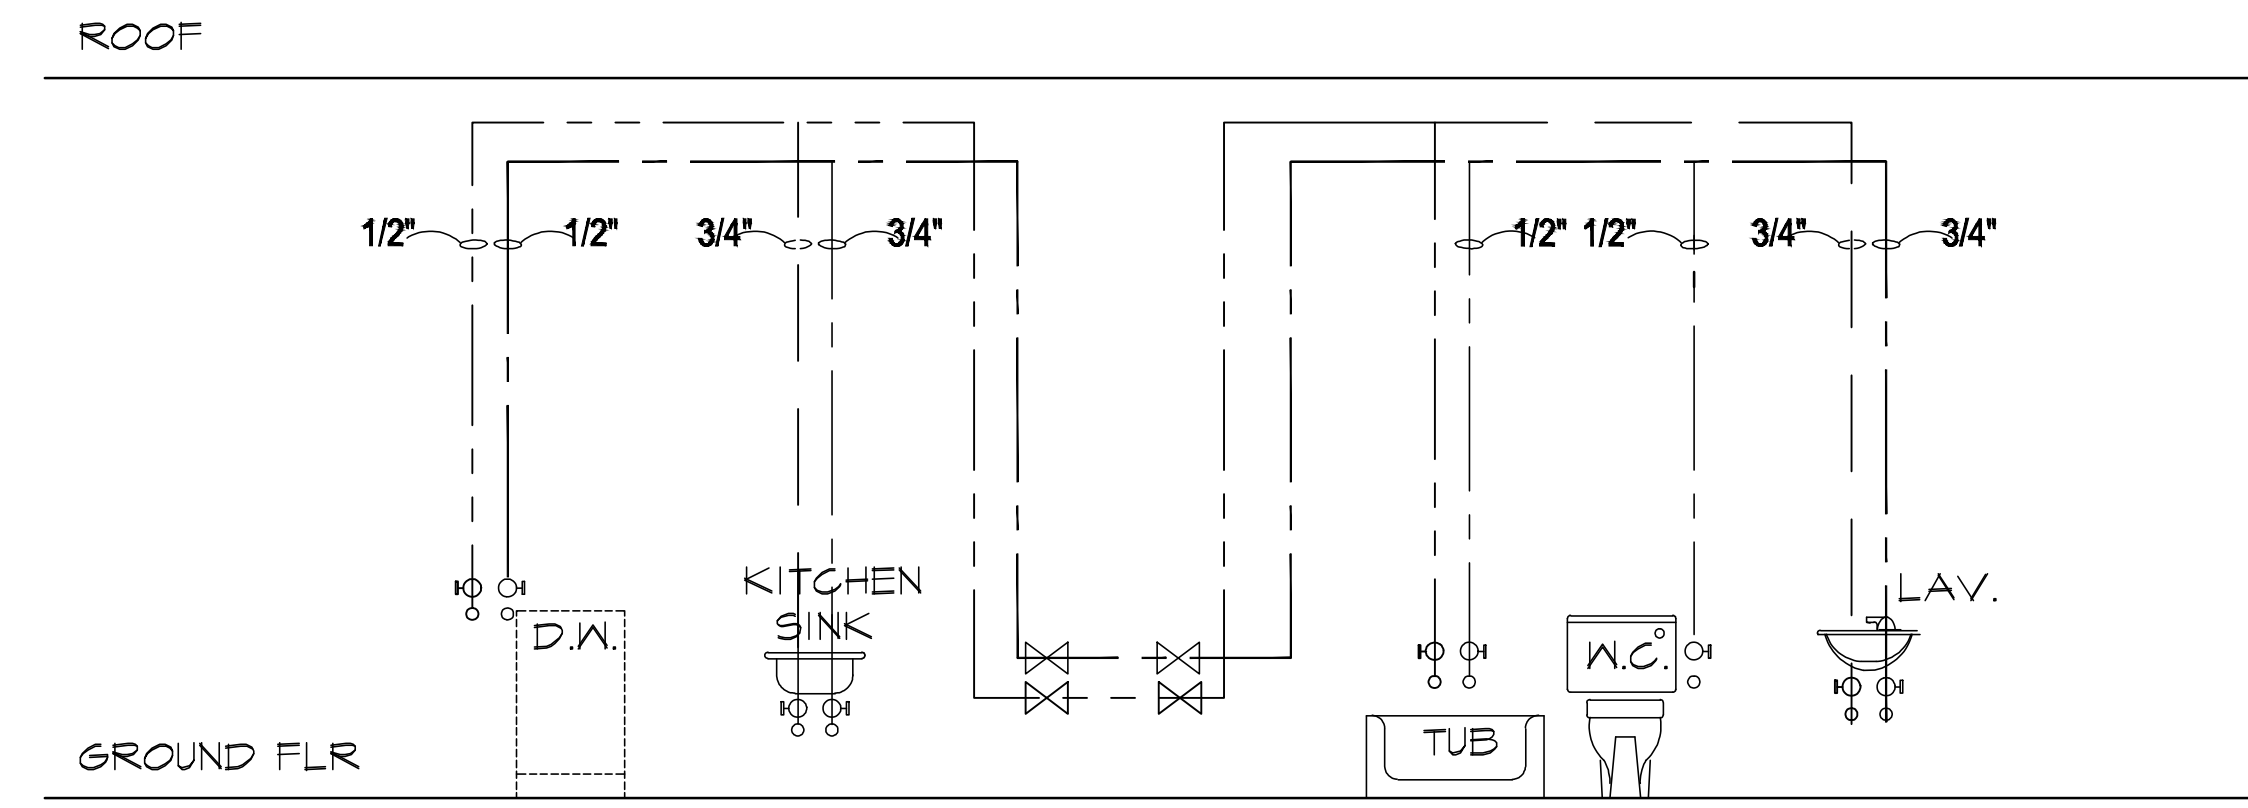 ROOF
1/2" 1/2" 3/4" 3/4" 1/2" 1/2" 3/4" 3/4"
KITCHEN
SINK
LAV.
D.W.
W.C.
TUB
GROUND FLR